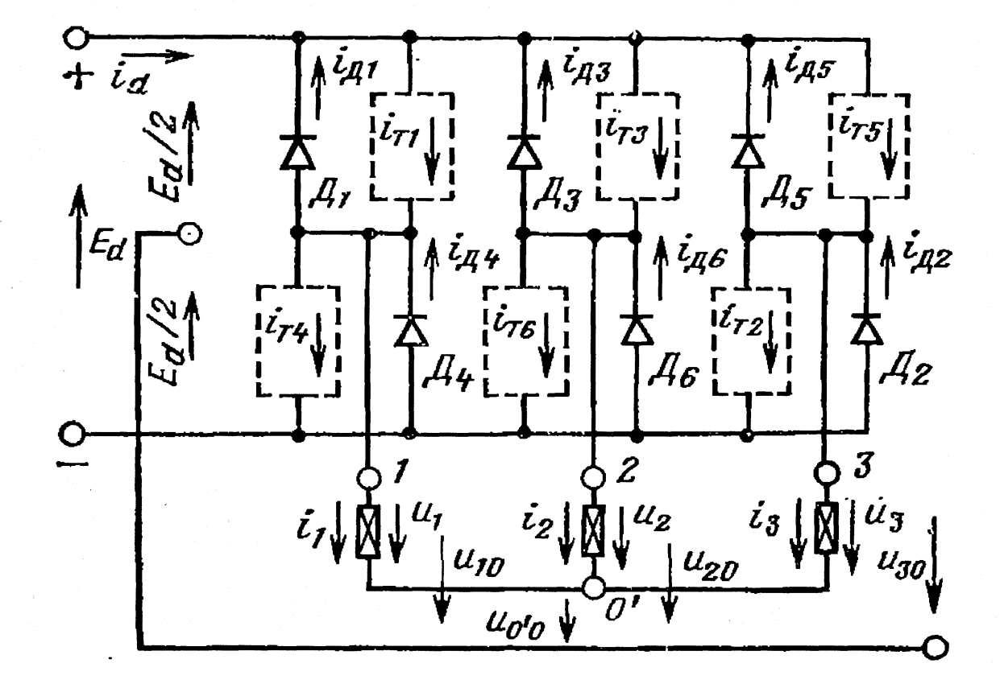 + i_d
i_Д1
i_Т1
i_Д3
i_Т3
i_Д5
i_Т5
E_d/2
Д1
Д3
Д5
E_d
i_Д4
i_Д6
i_Д2
E_d/2
i_Т4
Д4
i_Т6
Д6
i_Т2
Д2
−
1
2
3
i_1
u_1
i_2
u_2
i_3
u_3
u_10
u_20
u_30
0'
u_0'0